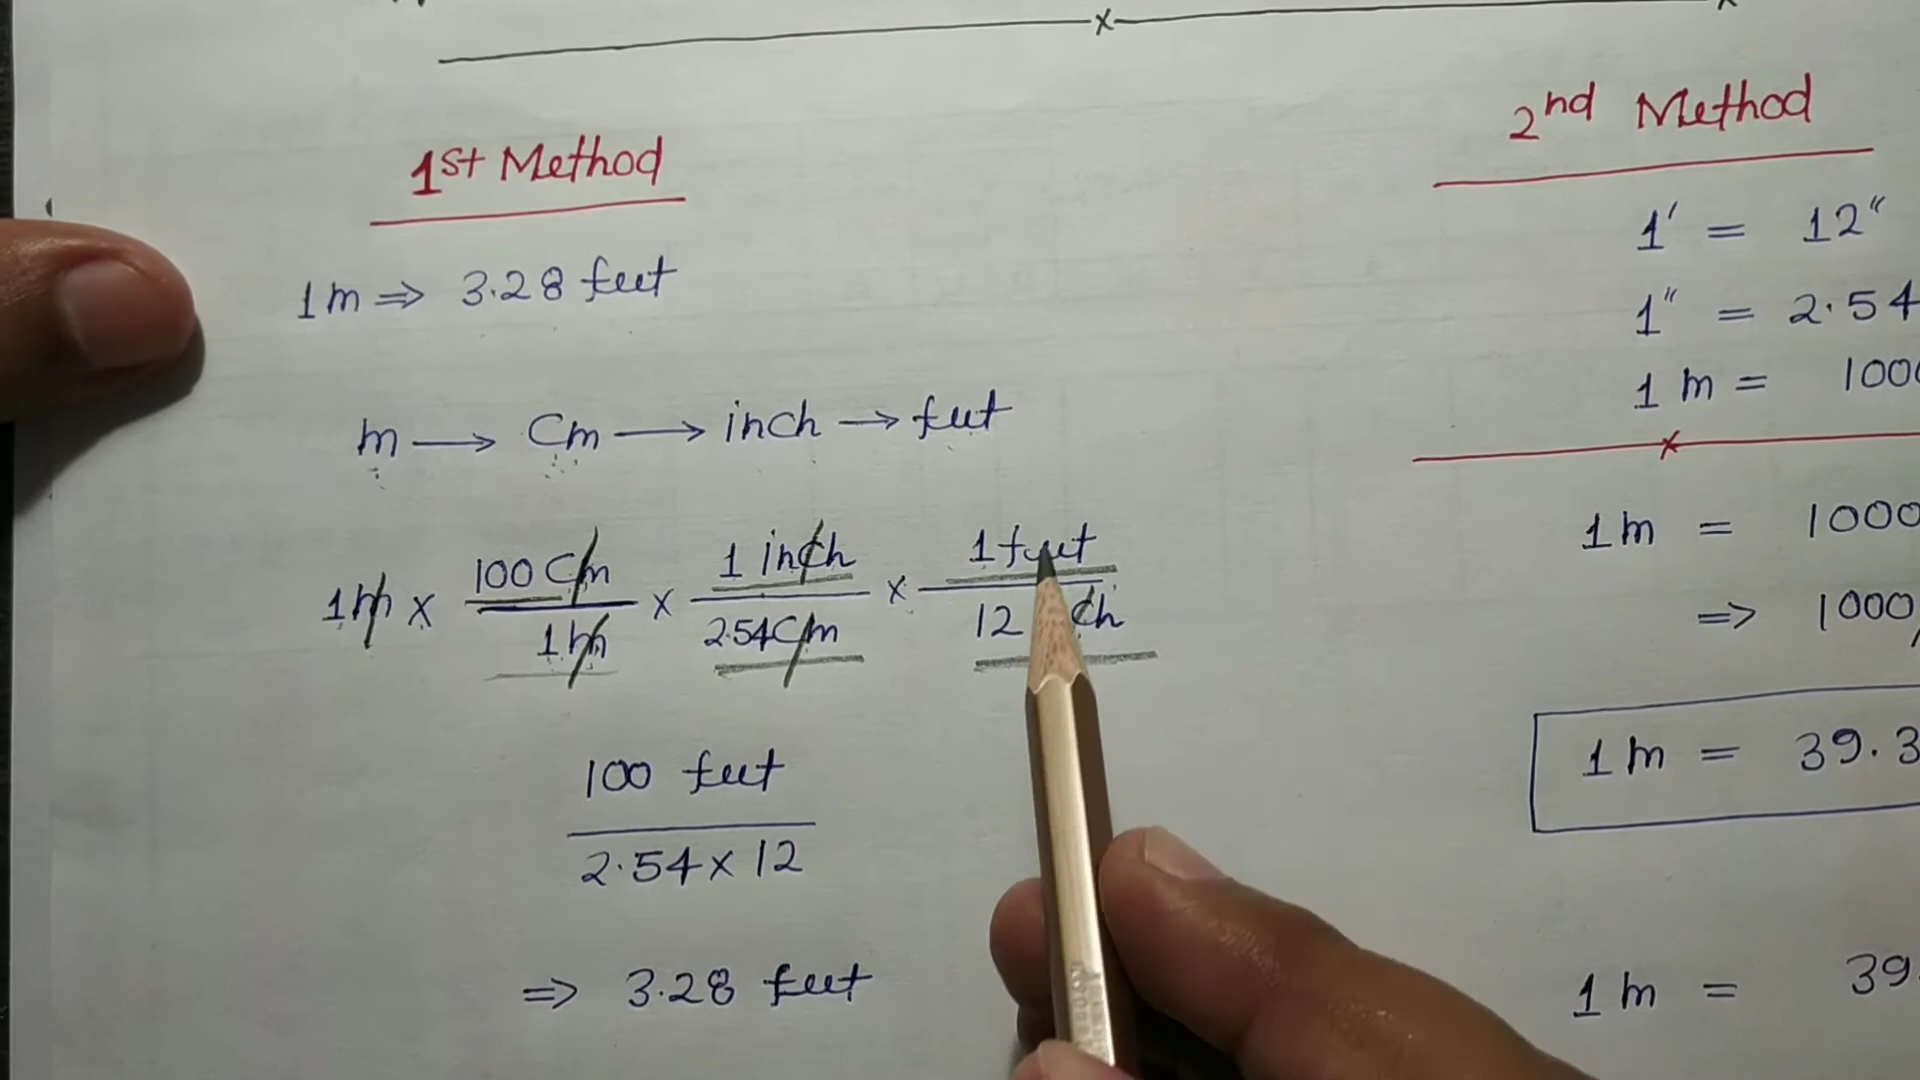 1st Method
1m ⇒ 3.28 feet
m → Cm → inch → feet
1m x 100 Cm / 1m x 1 inch / 2.54 Cm x 1 feet / 12 ch
100 feet
2.54 x 12
⇒ 3.28 feet
2nd Method
1' = 12"
1" = 2.54
1 m = 100
1m = 1000
⇒ 1000
1 m = 39.3
1 m = 39.